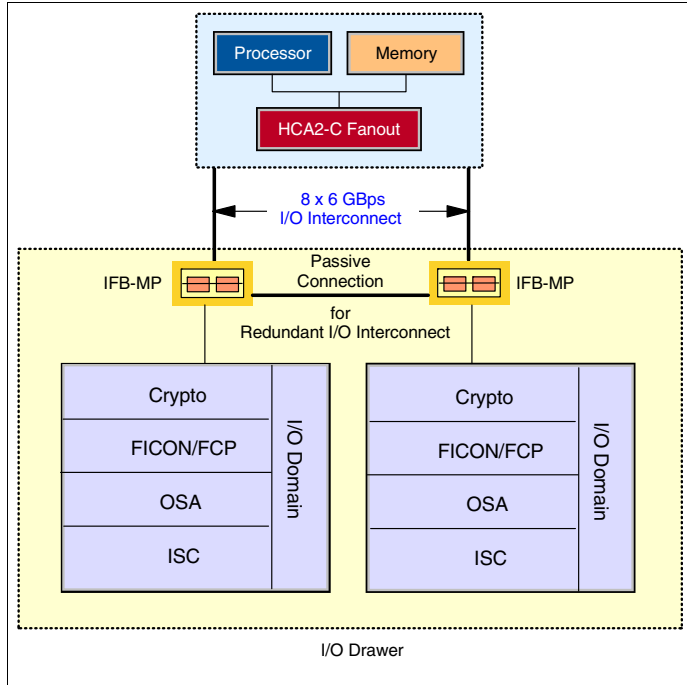 Processor
Memory
HCA2-C Fanout
8 x 6 GBps
I/O Interconnect
IFB-MP
Passive
Connection
IFB-MP
for
Redundant I/O Interconnect
Crypto
FICON/FCP
OSA
ISC
I/O Domain
Crypto
FICON/FCP
OSA
ISC
I/O Domain
I/O Drawer